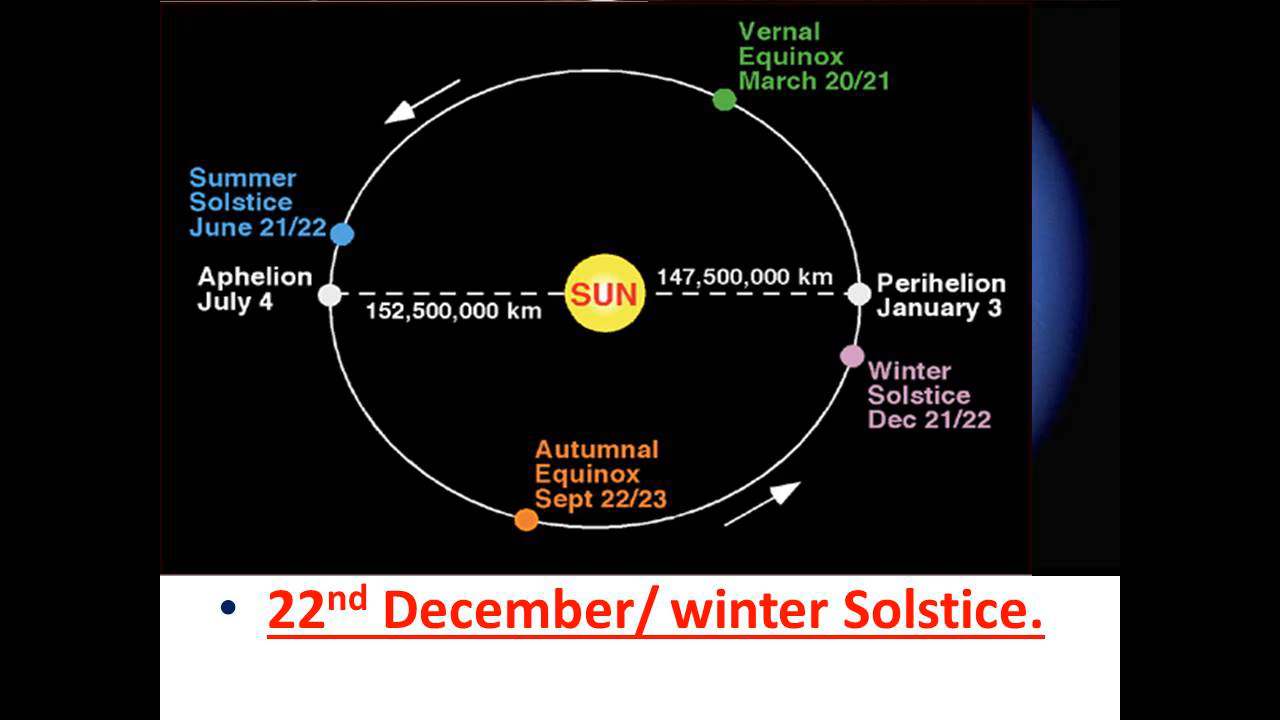 Vernal
Equinox
March 20/21
Summer
Solstice
June 21/22
Aphelion
July 4
152,500,000 km
SUN
147,500,000 km
Perihelion
January 3
Winter
Solstice
Dec 21/22
Autumnal
Equinox
Sept 22/23
• 22nd December/ winter Solstice.